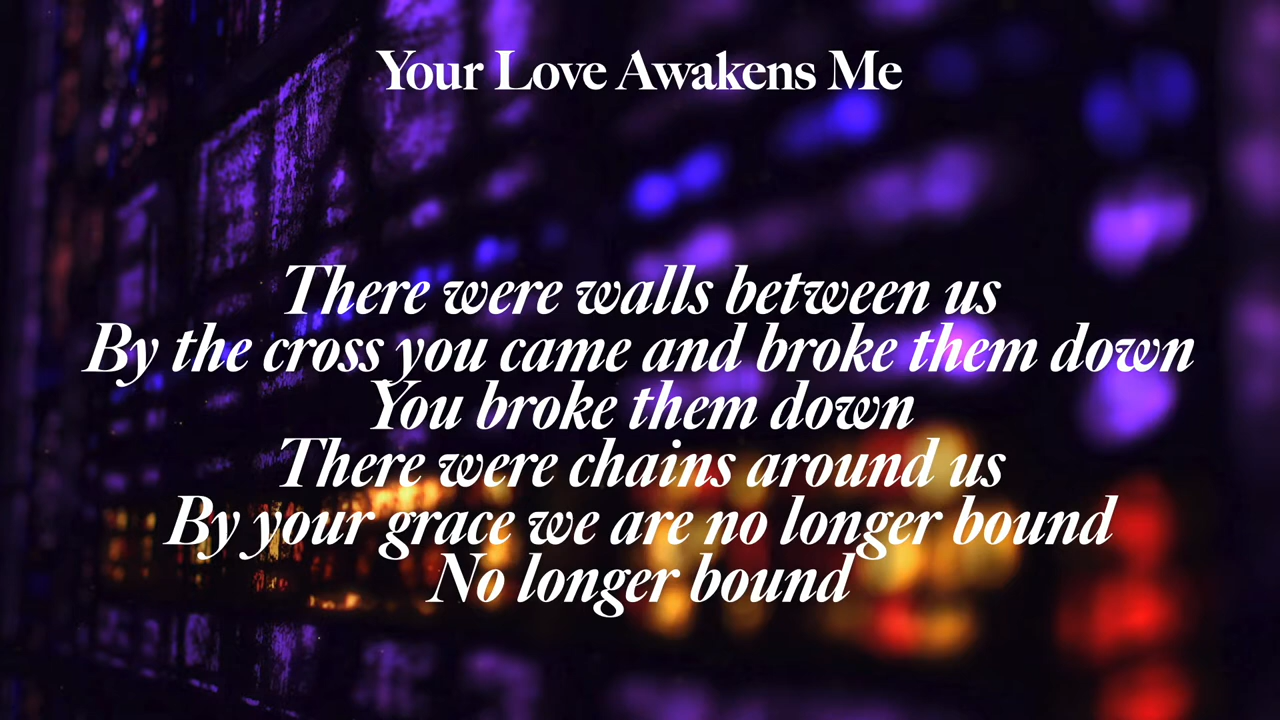 Your Love Awakens Me
There were walls between us
By the cross you came and broke them down
You broke them down
There were chains around us
By your grace we are no longer bound
No longer bound